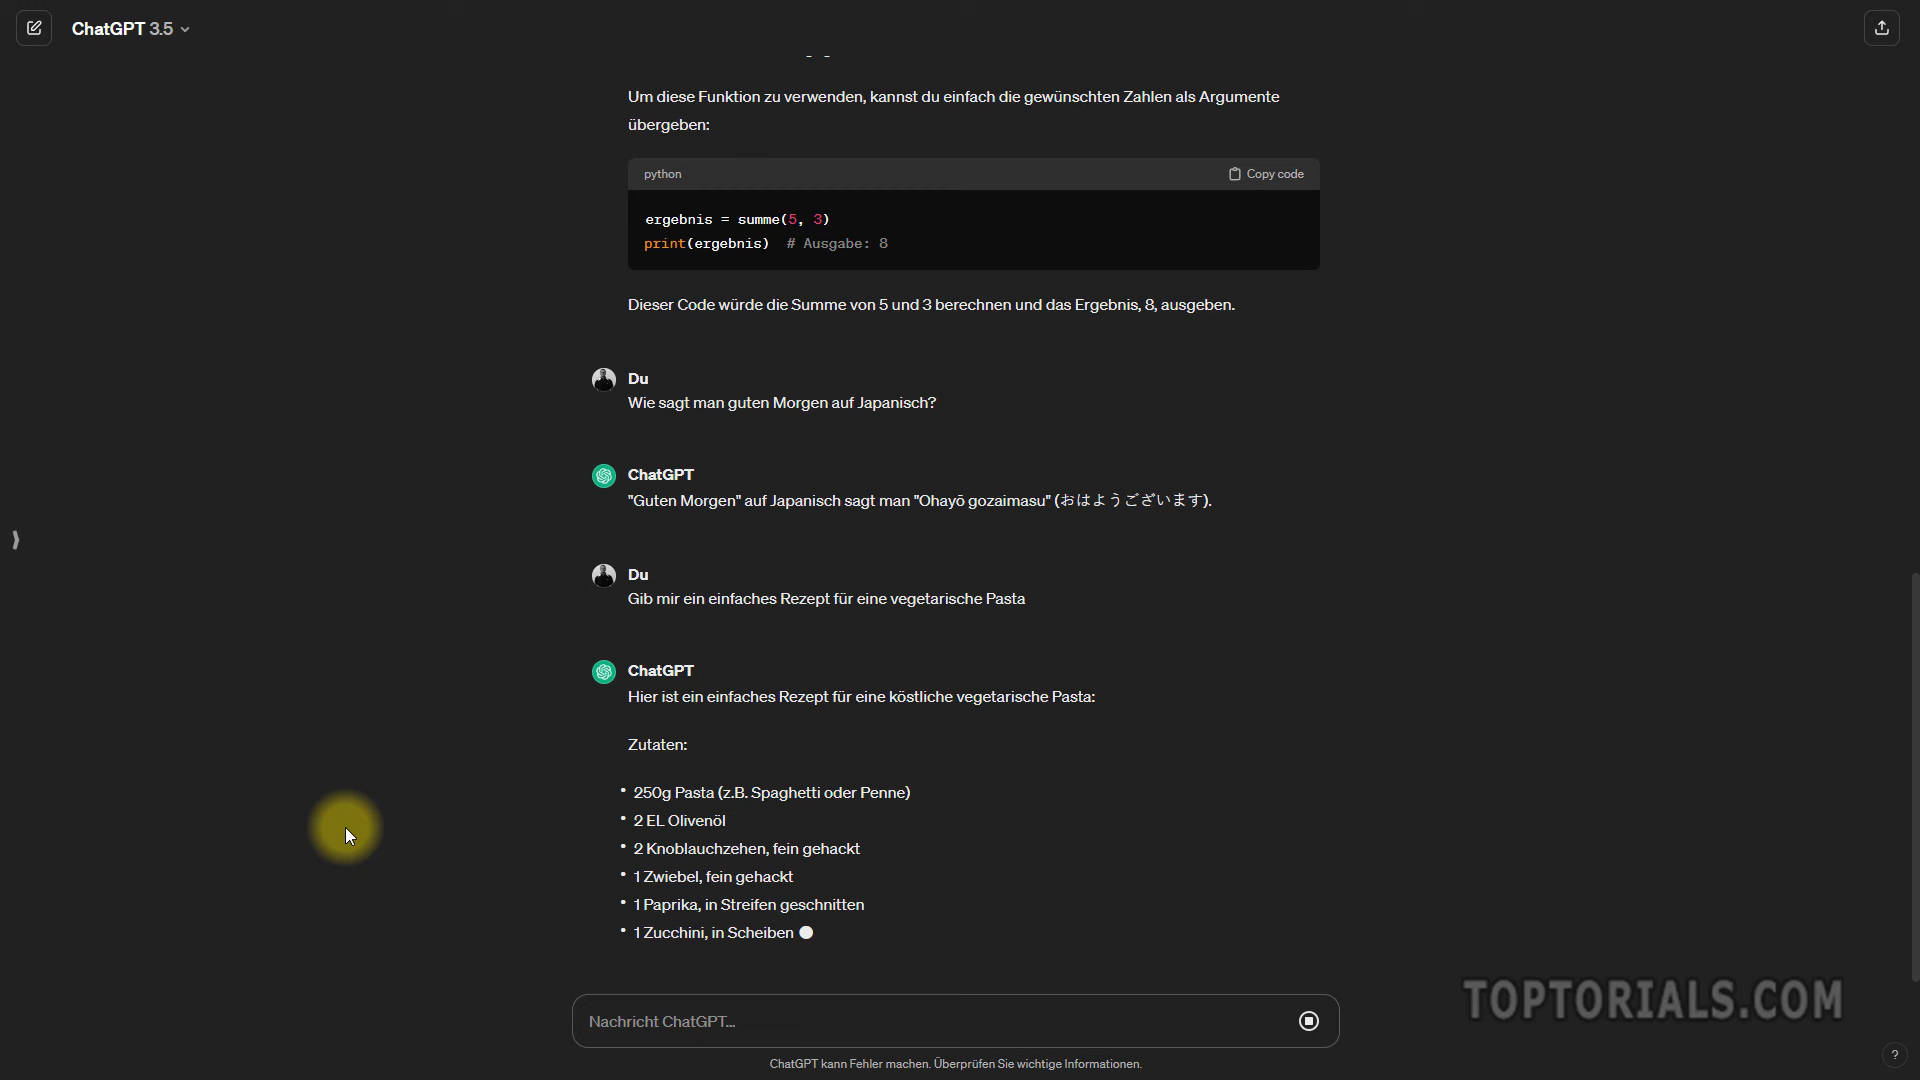 ChatGPT 3.5
Um diese Funktion zu verwenden, kannst du einfach die gewünschten Zahlen als Argumente
übergeben:
python
Copy code
ergebnis = summe(5, 3)
print(ergebnis)  # Ausgabe: 8
Dieser Code würde die Summe von 5 und 3 berechnen und das Ergebnis, 8, ausgeben.
Du
Wie sagt man guten Morgen auf Japanisch?
ChatGPT
"Guten Morgen" auf Japanisch sagt man "Ohayō gozaimasu" (おはようございます).
Du
Gib mir ein einfaches Rezept für eine vegetarische Pasta
ChatGPT
Hier ist ein einfaches Rezept für eine köstliche vegetarische Pasta:
Zutaten:
• 250g Pasta (z.B. Spaghetti oder Penne)
• 2 EL Olivenöl
• 2 Knoblauchzehen, fein gehackt
• 1 Zwiebel, fein gehackt
• 1 Paprika, in Streifen geschnitten
• 1 Zucchini, in Scheiben
Nachricht ChatGPT...
TOPTORIALS.COM
ChatGPT kann Fehler machen. Überprüfen Sie wichtige Informationen.
?